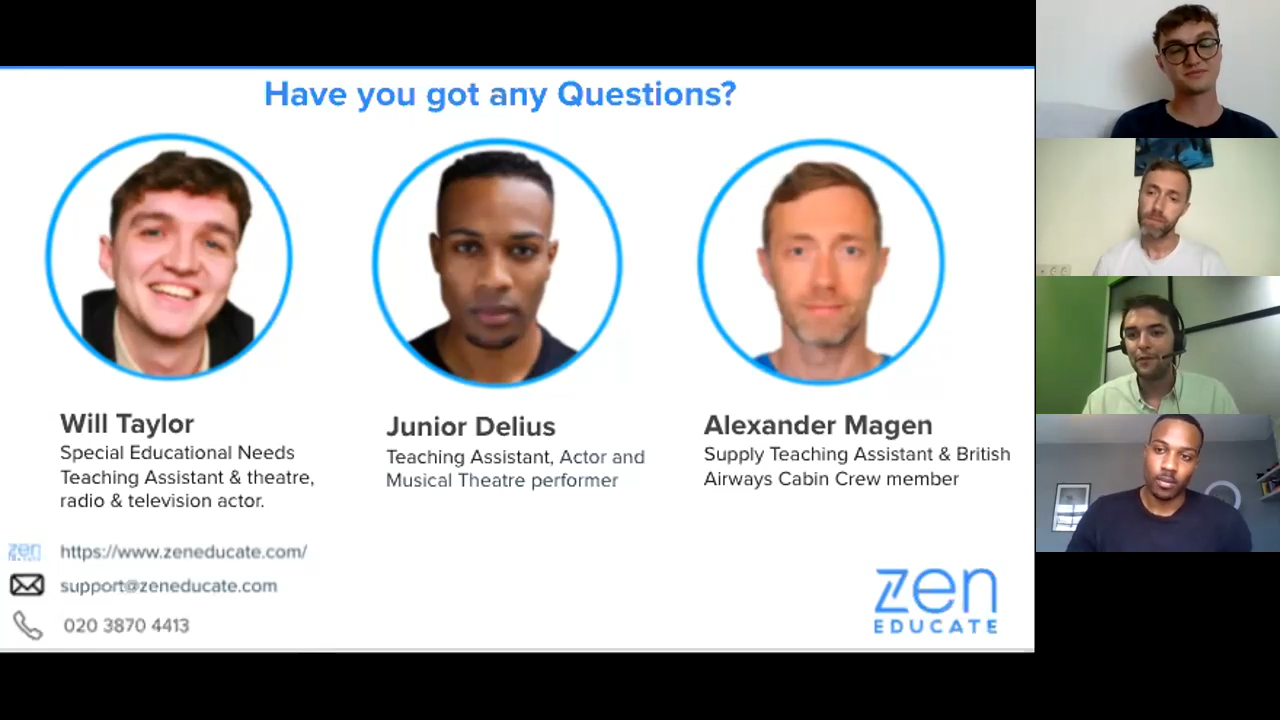 Have you got any Questions?
Will Taylor
Special Educational Needs
Teaching Assistant & theatre,
radio & television actor.
Junior Delius
Teaching Assistant, Actor and
Musical Theatre performer
Alexander Magen
Supply Teaching Assistant & British
Airways Cabin Crew member
zen
https://www.zeneducate.com/
support@zeneducate.com
020 3870 4413
zen
EDUCATE